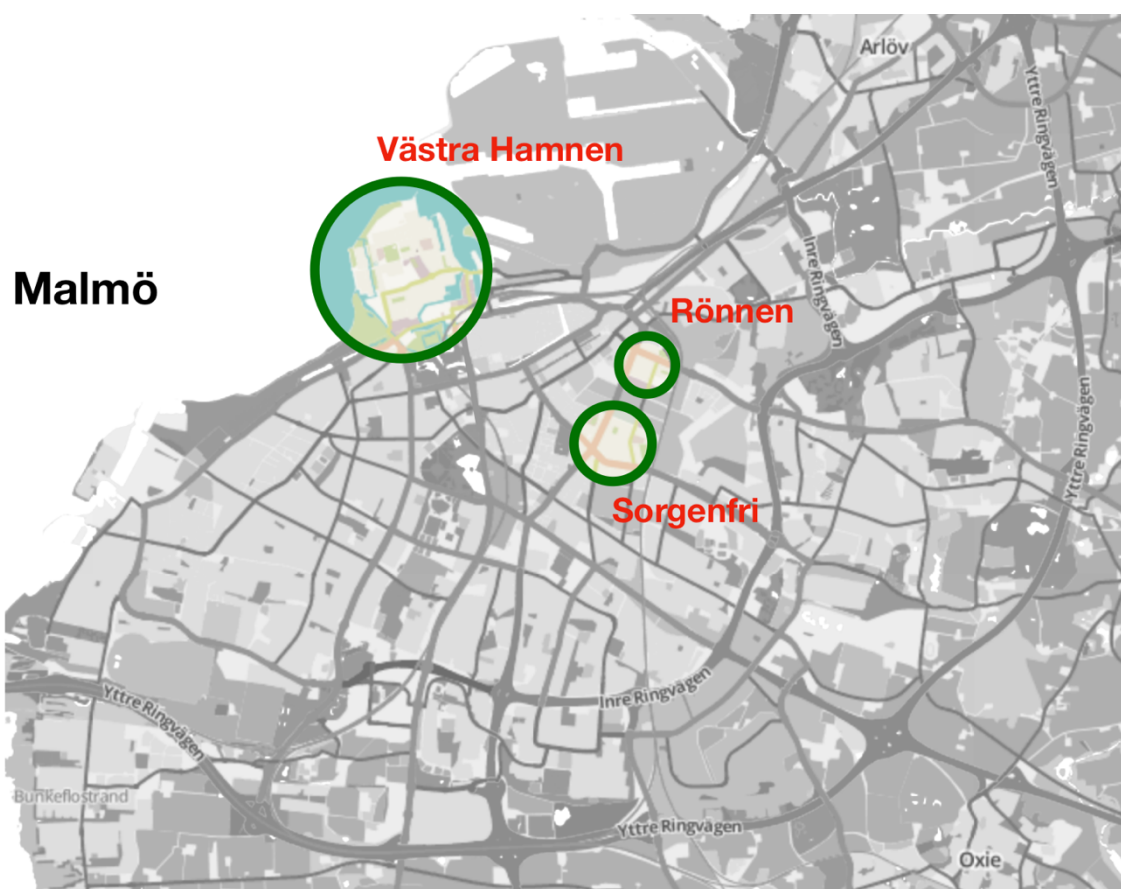 Arlöv
Yttre Ringvägen
Västra Hamnen
Inre Ringvägen
Malmö
Rönnen
Yttre Ringvägen
Sorgenfri
Inre Ringvägen
Yttre Ringvägen
Bunkeflostrand
Yttre Ringvägen
Oxie